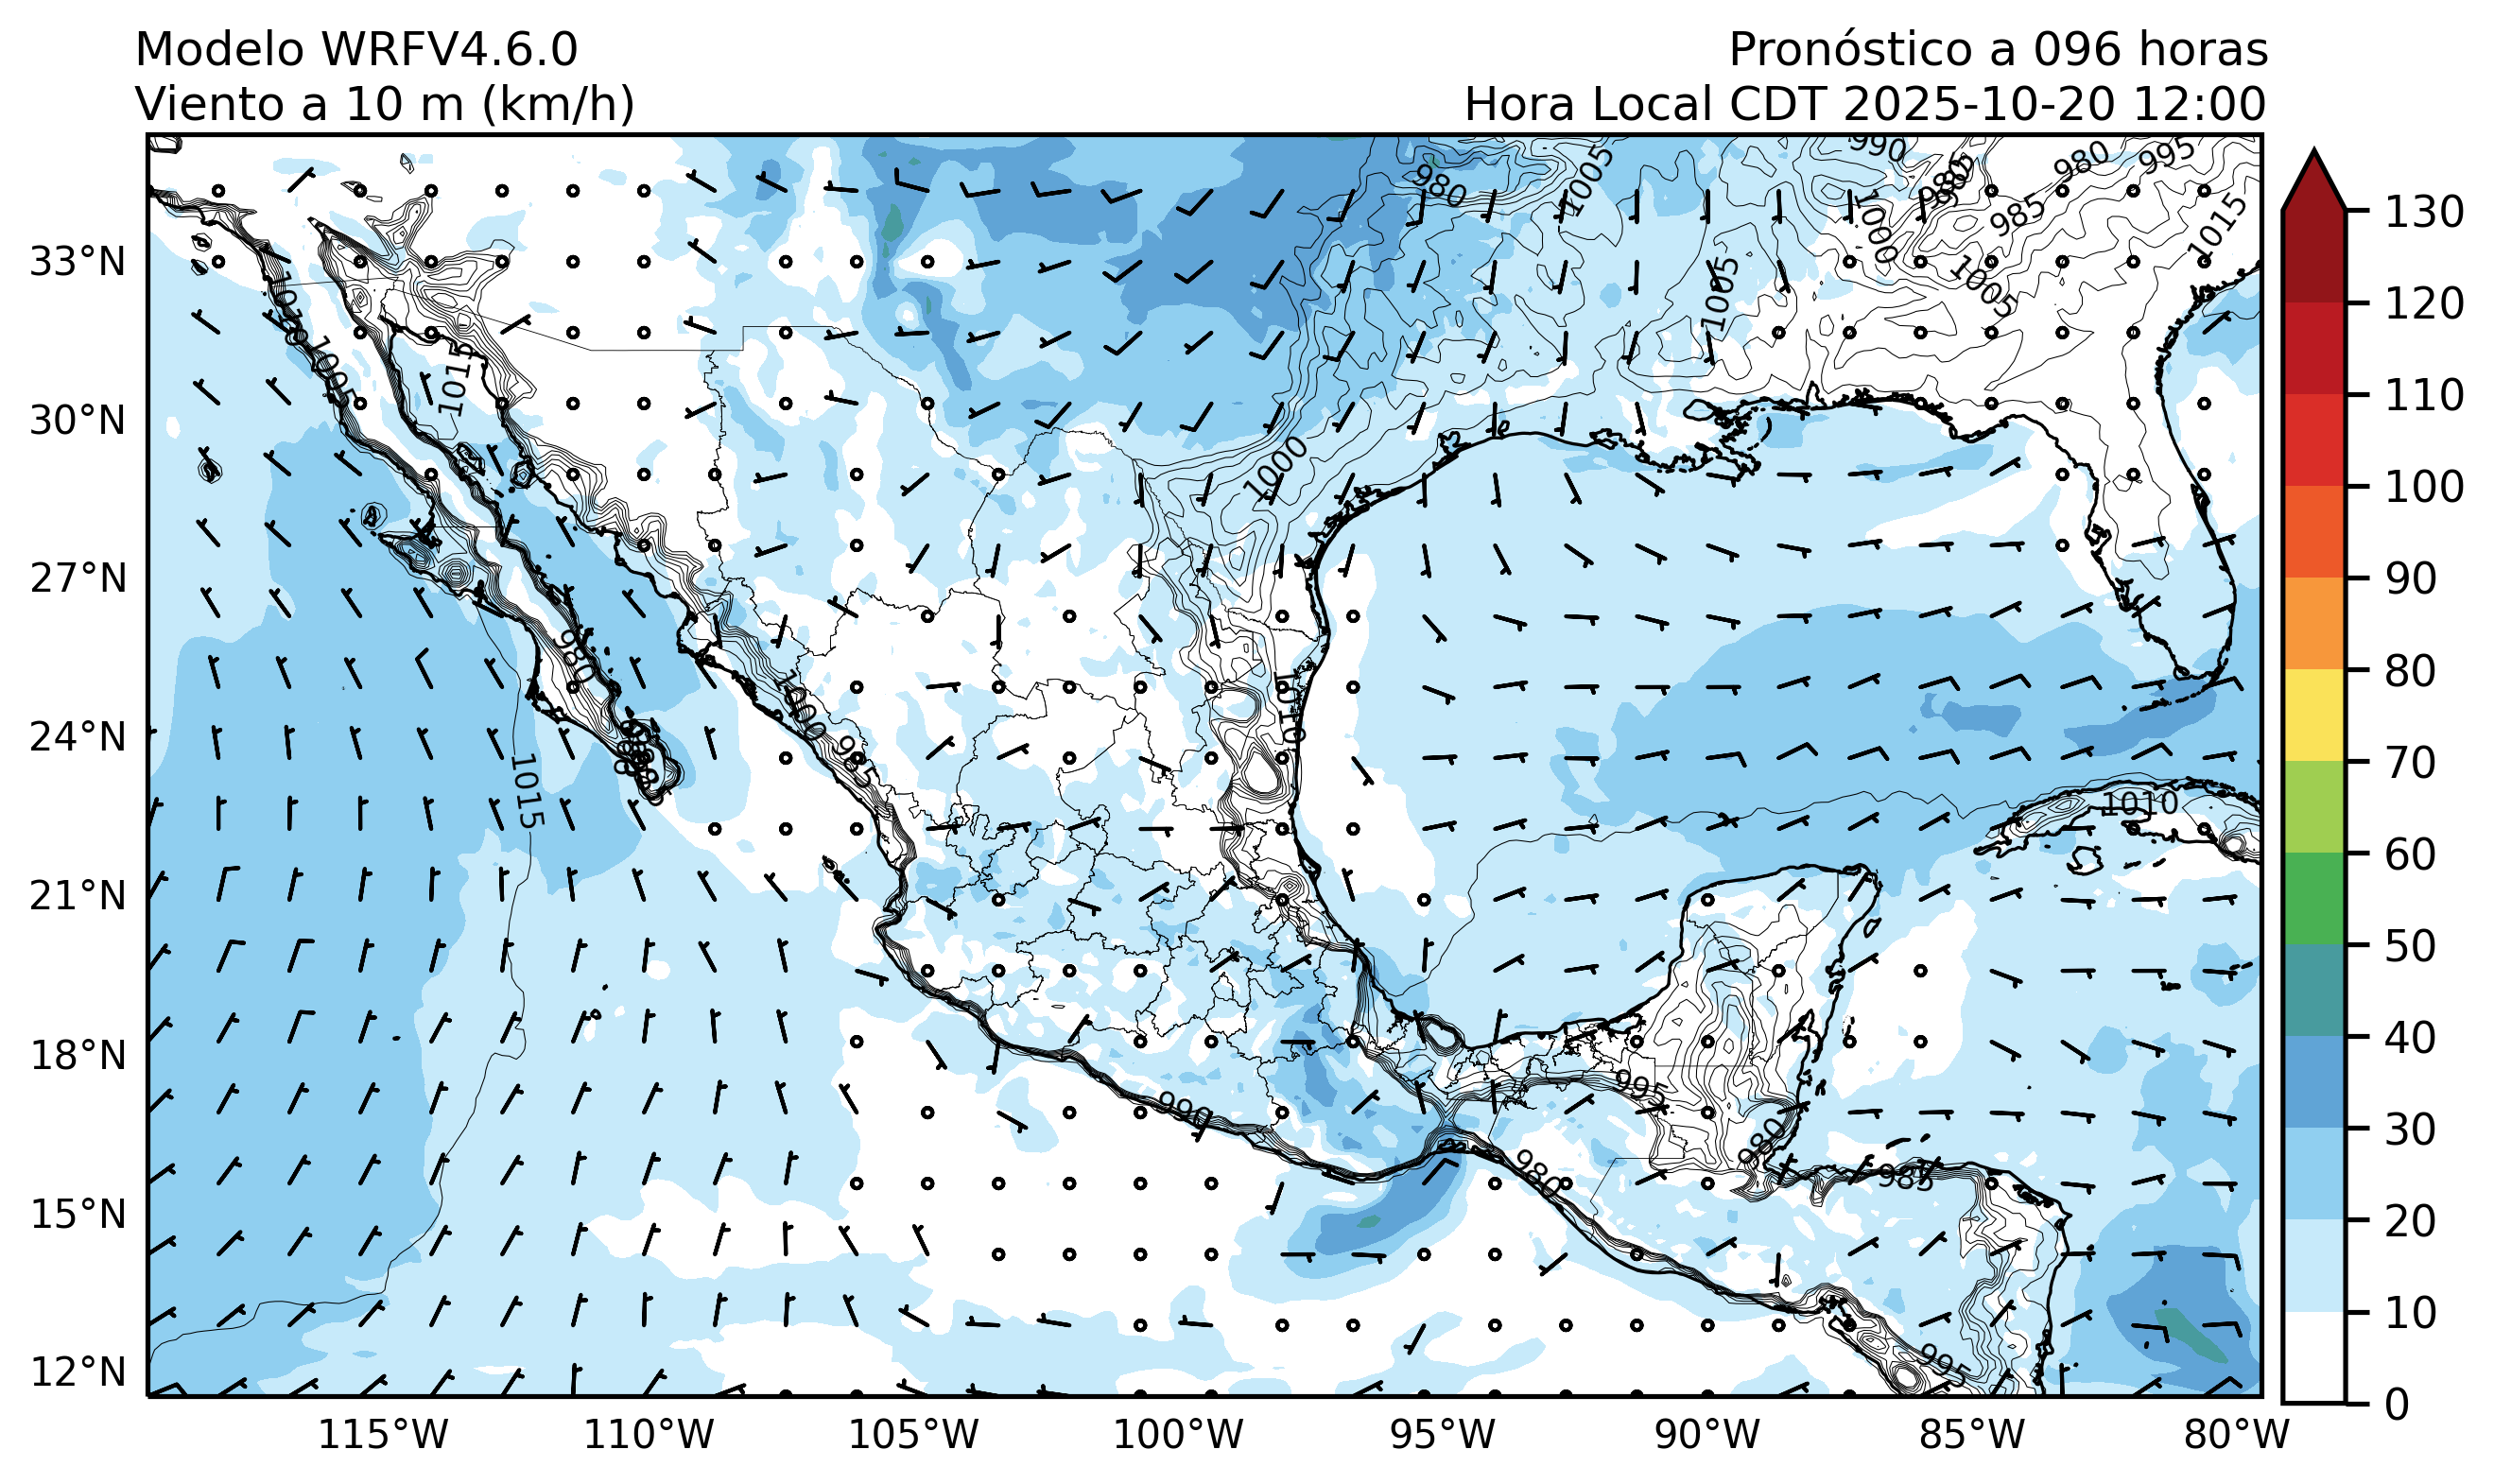 Modelo WRFV4.6.0
Viento a 10 m (km/h)
Pronóstico a 096 horas
Hora Local CDT 2025-10-20 12:00
33°N
30°N
27°N
24°N
21°N
18°N
15°N
12°N
115°W
110°W
105°W
100°W
95°W
90°W
85°W
80°W
130
120
110
100
90
80
70
60
50
40
30
20
10
0
980
1005
990
980
995
985
1000
1005
1015
1005
1005
1015
1000
980
1000
985
1010
1015
1010
990
995
980
980
985
995